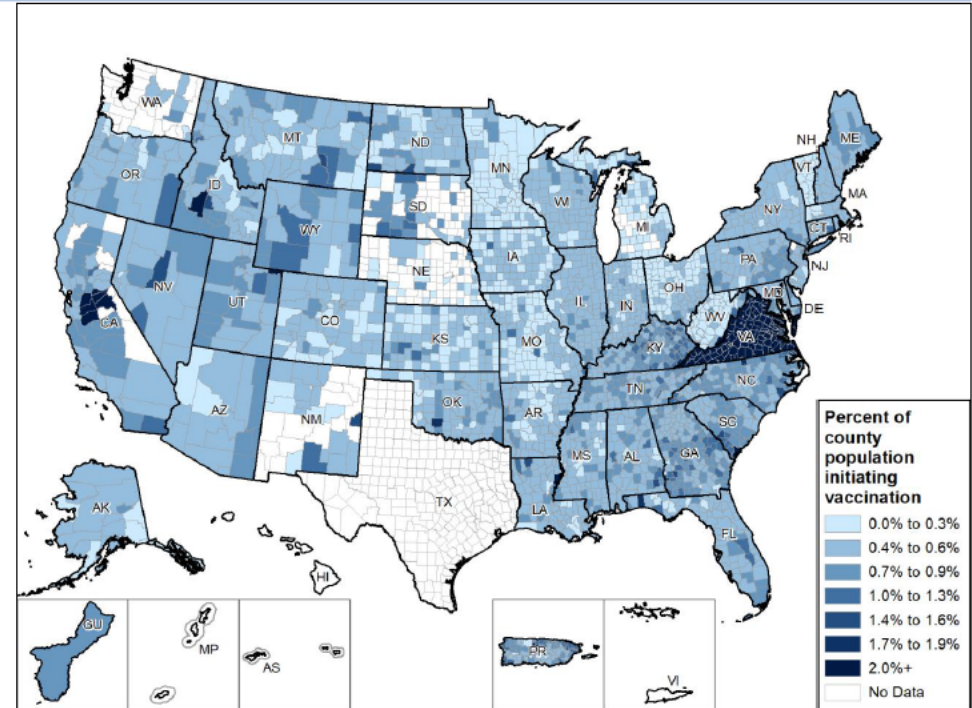 WA
MT
ND
MN
OR
ID
WY
SD
WI
MI
NH
ME
VT
MA
NY
CT
RI
NV
UT
CO
NE
IA
IL
IN
OH
PA
NJ
MD
DE
WV
VA
CA
KS
MO
KY
AZ
NM
OK
AR
TN
NC
SC
MS
AL
GA
TX
LA
FL
AK
HI
GU
MP
AS
PR
VI
Percent of
county
population
initiating
vaccination
0.0% to 0.3%
0.4% to 0.6%
0.7% to 0.9%
1.0% to 1.3%
1.4% to 1.6%
1.7% to 1.9%
2.0%+
No Data